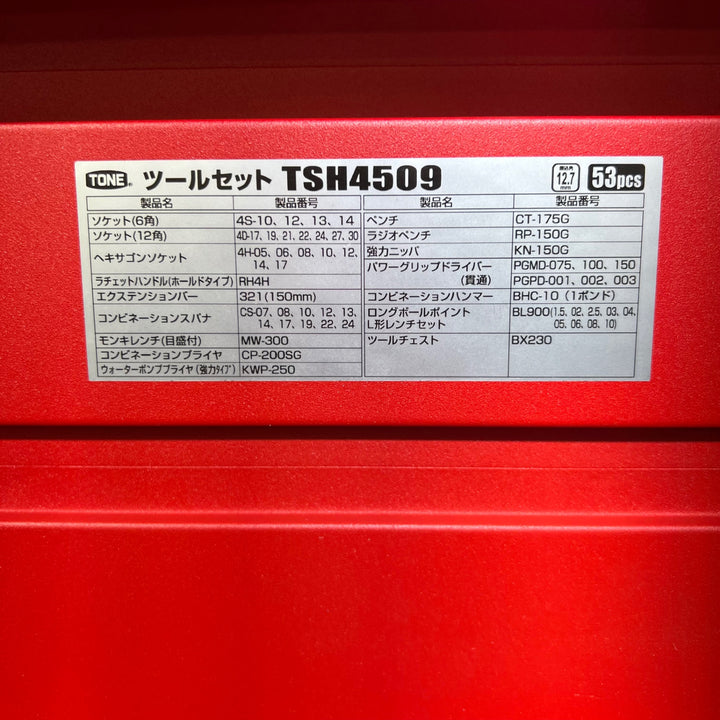 TONE® ツールセット TSH4509 差込角 12.7 mm 53pcs
製品名 製品番号
ソケット(6角) 4S-10、12、13、14
ソケット(12角) 4D-17、19、21、22、24、27、30
ヘキサゴンソケット 4H-05、06、08、10、12、
14、17
ラチェットハンドル(ホールドタイプ) RH4H
エクステンションバー 321(150mm)
コンビネーションスパナ CS-07、08、10、12、13、
14、17、19、22、24
モンキレンチ(目盛付) MW-300
コンビネーションプライヤ CP-200SG
ウォーターポンププライヤ(強力タイプ) KWP-250
製品名 製品番号
ペンチ CT-175G
ラジオペンチ RP-150G
強力ニッパ KN-150G
パワーグリップドライバー PGMD-075、100、150
(貫通) PGPD-001、002、003
コンビネーションハンマー BHC-10(1ポンド)
ロングボールポイント BL900(1.5、02、2.5、03、04、
L形レンチセット 05、06、08、10)
ツールチェスト BX230